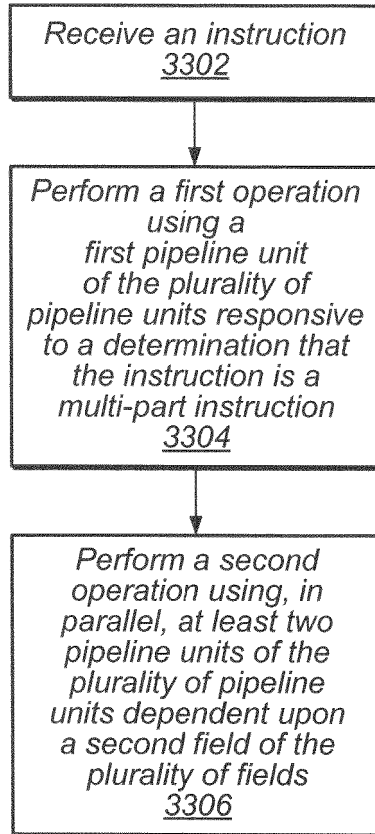 Receive an instruction
3302
Perform a first operation
using a
first pipeline unit
of the plurality of
pipeline units responsive
to a determination that
the instruction is a
multi-part instruction
3304
Perform a second
operation using, in
parallel, at least two
pipeline units of the
plurality of pipeline
units dependent upon
a second field of the
plurality of fields
3306